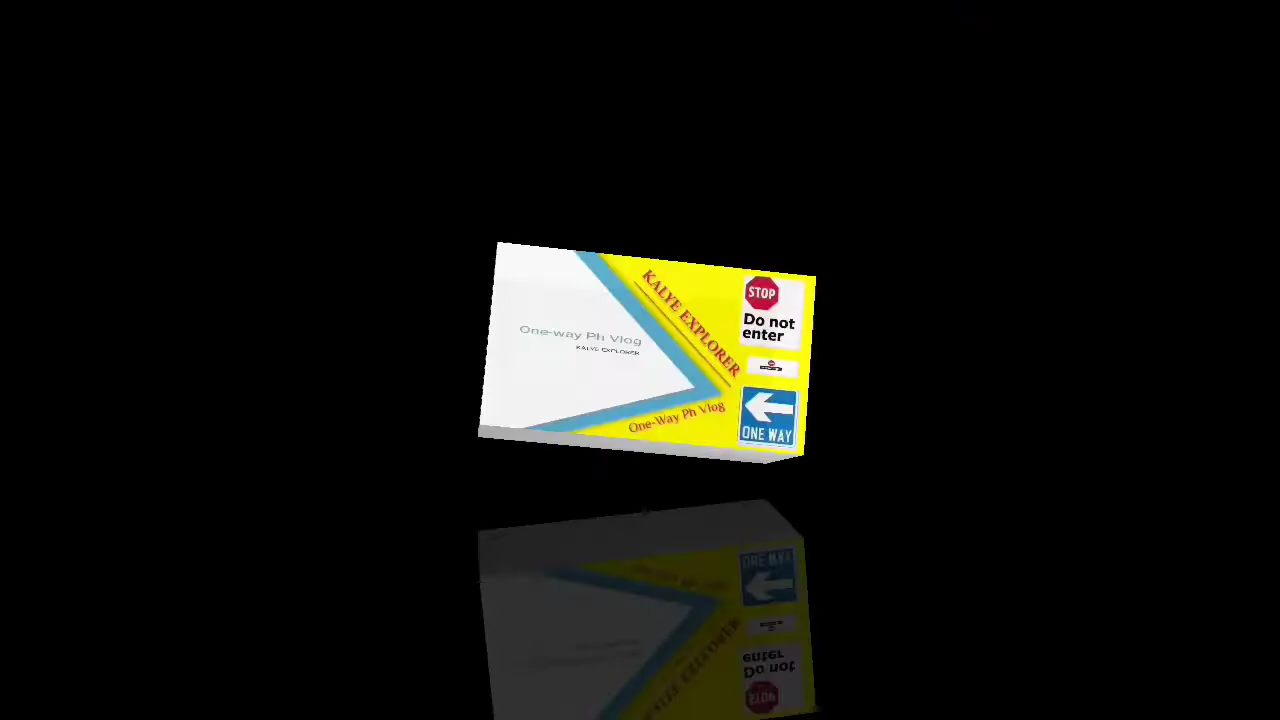 One-way Ph Vlog
KALYE EXPLORER
KALYE EXPLORER
One-Way Ph Vlog
STOP
Do not
enter
ONE WAY